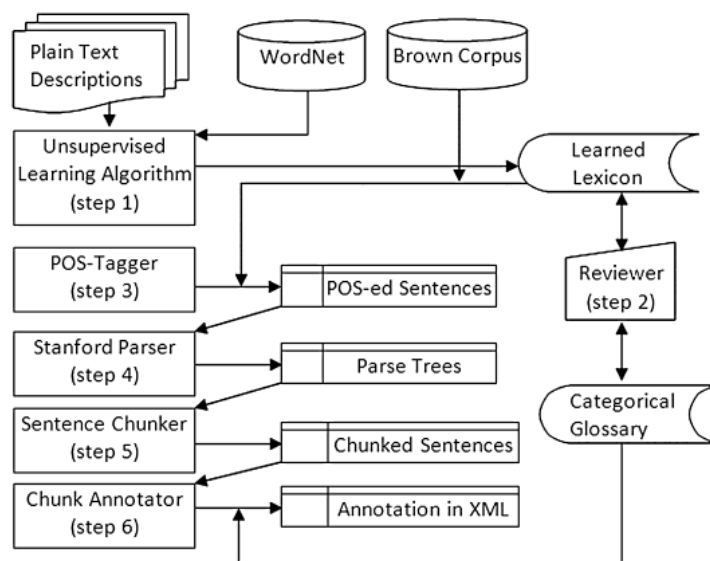 Plain Text
Descriptions
WordNet
Brown Corpus
Unsupervised
Learning Algorithm
(step 1)
Learned
Lexicon
POS-Tagger
(step 3)
POS-ed Sentences
Reviewer
(step 2)
Stanford Parser
(step 4)
Parse Trees
Sentence Chunker
(step 5)
Chunked Sentences
Categorical
Glossary
Chunk Annotator
(step 6)
Annotation in XML